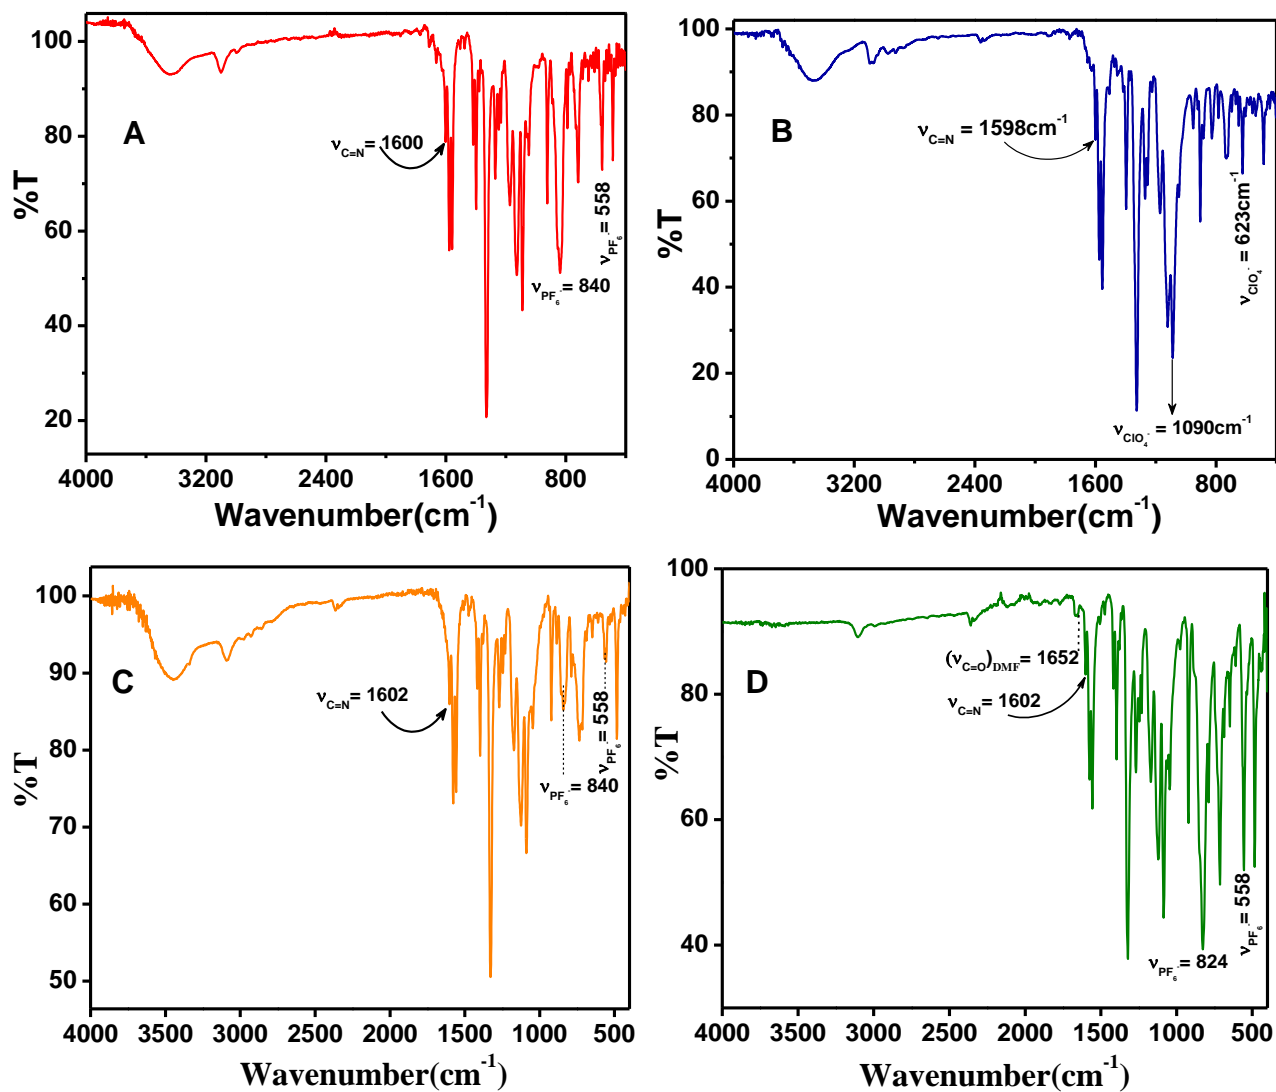 A
100
80
60
40
20
%T
νC=N = 1600
νPF6- = 840
νPF6- = 558
4000 3200 2400 1600 800
Wavenumber(cm-1)
B
100
80
60
40
20
0
%T
νC=N = 1598cm-1
νClO4- = 623cm-1
νClO4- = 1090cm-1
4000 3200 2400 1600 800
Wavenumber(cm-1)
C
100
90
80
70
60
50
%T
νC=N = 1602
νPF6- = 840
νPF6- = 558
4000 3500 3000 2500 2000 1500 1000 500
Wavenumber(cm-1)
D
100
80
60
40
%T
(νC=O)DMF = 1652
νC=N = 1602
νPF6- = 824
νPF6- = 558
4000 3500 3000 2500 2000 1500 1000 500
Wavenumber(cm-1)